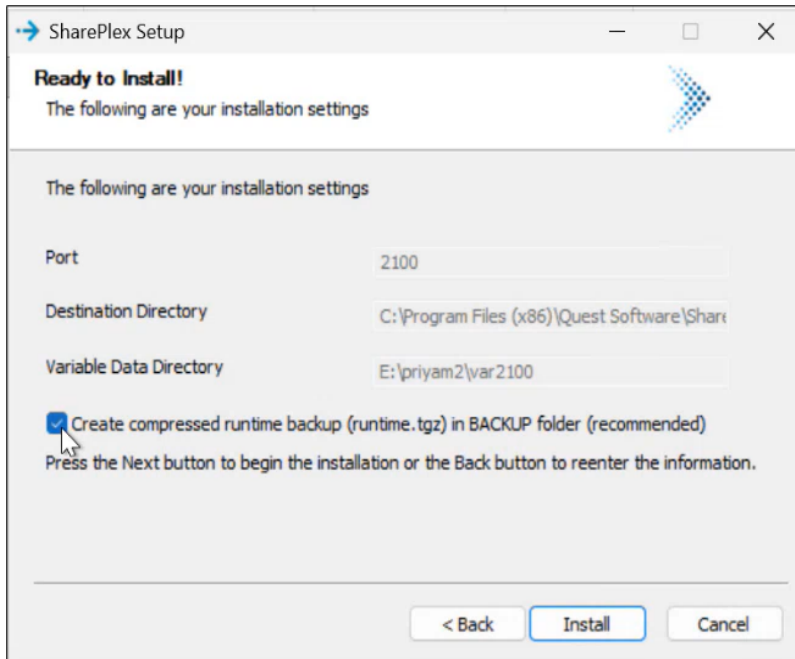 SharePlex Setup
Ready to Install!
The following are your installation settings
The following are your installation settings
Port
2100
Destination Directory
C:\Program Files (x86)\Quest Software\Share
Variable Data Directory
E:\priyam2\var2100
Create compressed runtime backup (runtime.tgz) in BACKUP folder (recommended)
Press the Next button to begin the installation or the Back button to reenter the information.
< Back
Install
Cancel